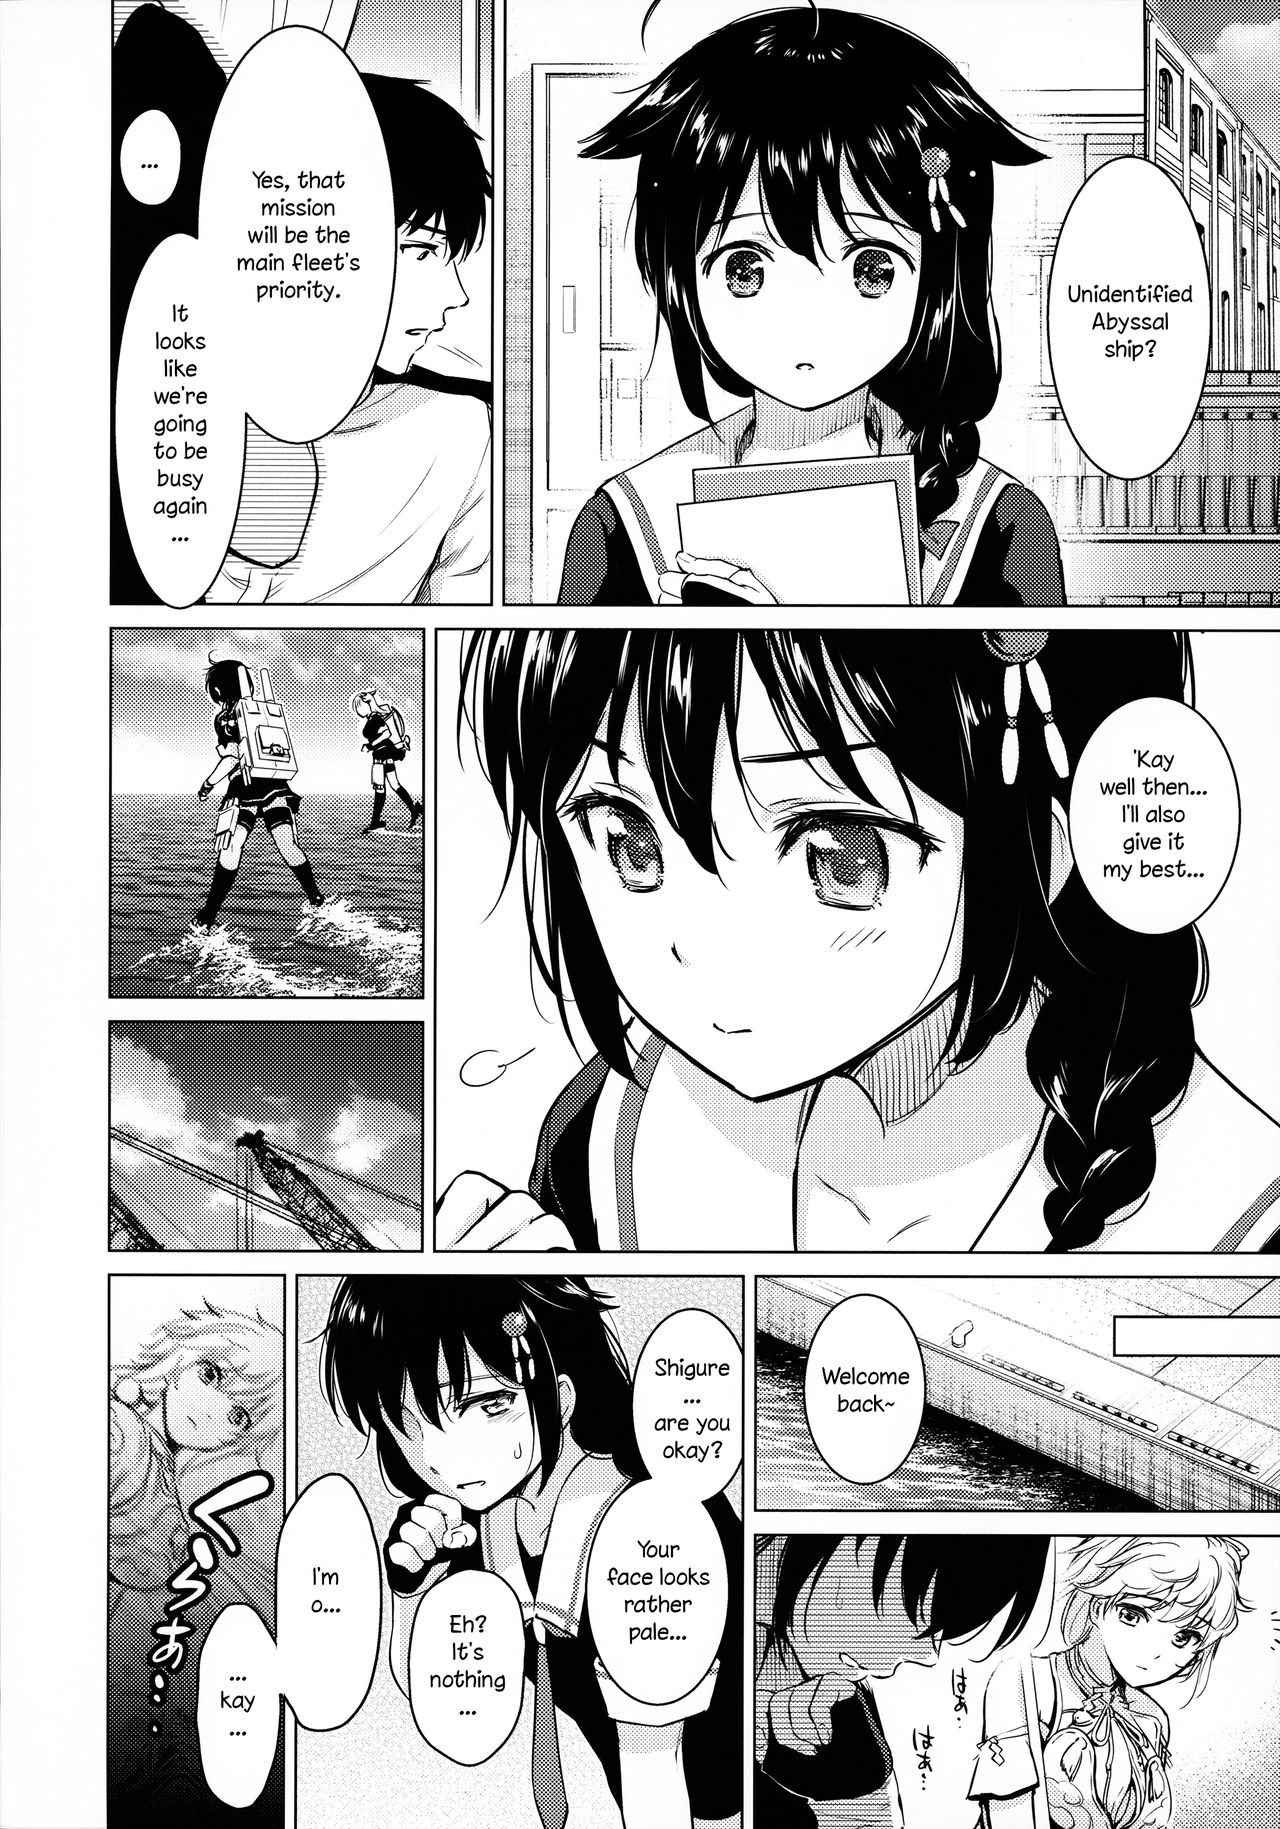 Unidentified
Abyssal
ship?
Yes, that
mission
will be the
main fleet's
priority.
It
looks
like we're
going
to be
busy
again
...
...
'Kay
well then...
I'll also
give it
my best...
Welcome
back~
はぁ…
はぁ…
Shigure
...
are you
okay?
Your
face looks
rather
pale...
Eh?
It's
nothing
...
I'm
o...
...
kay
...
くらぁ…